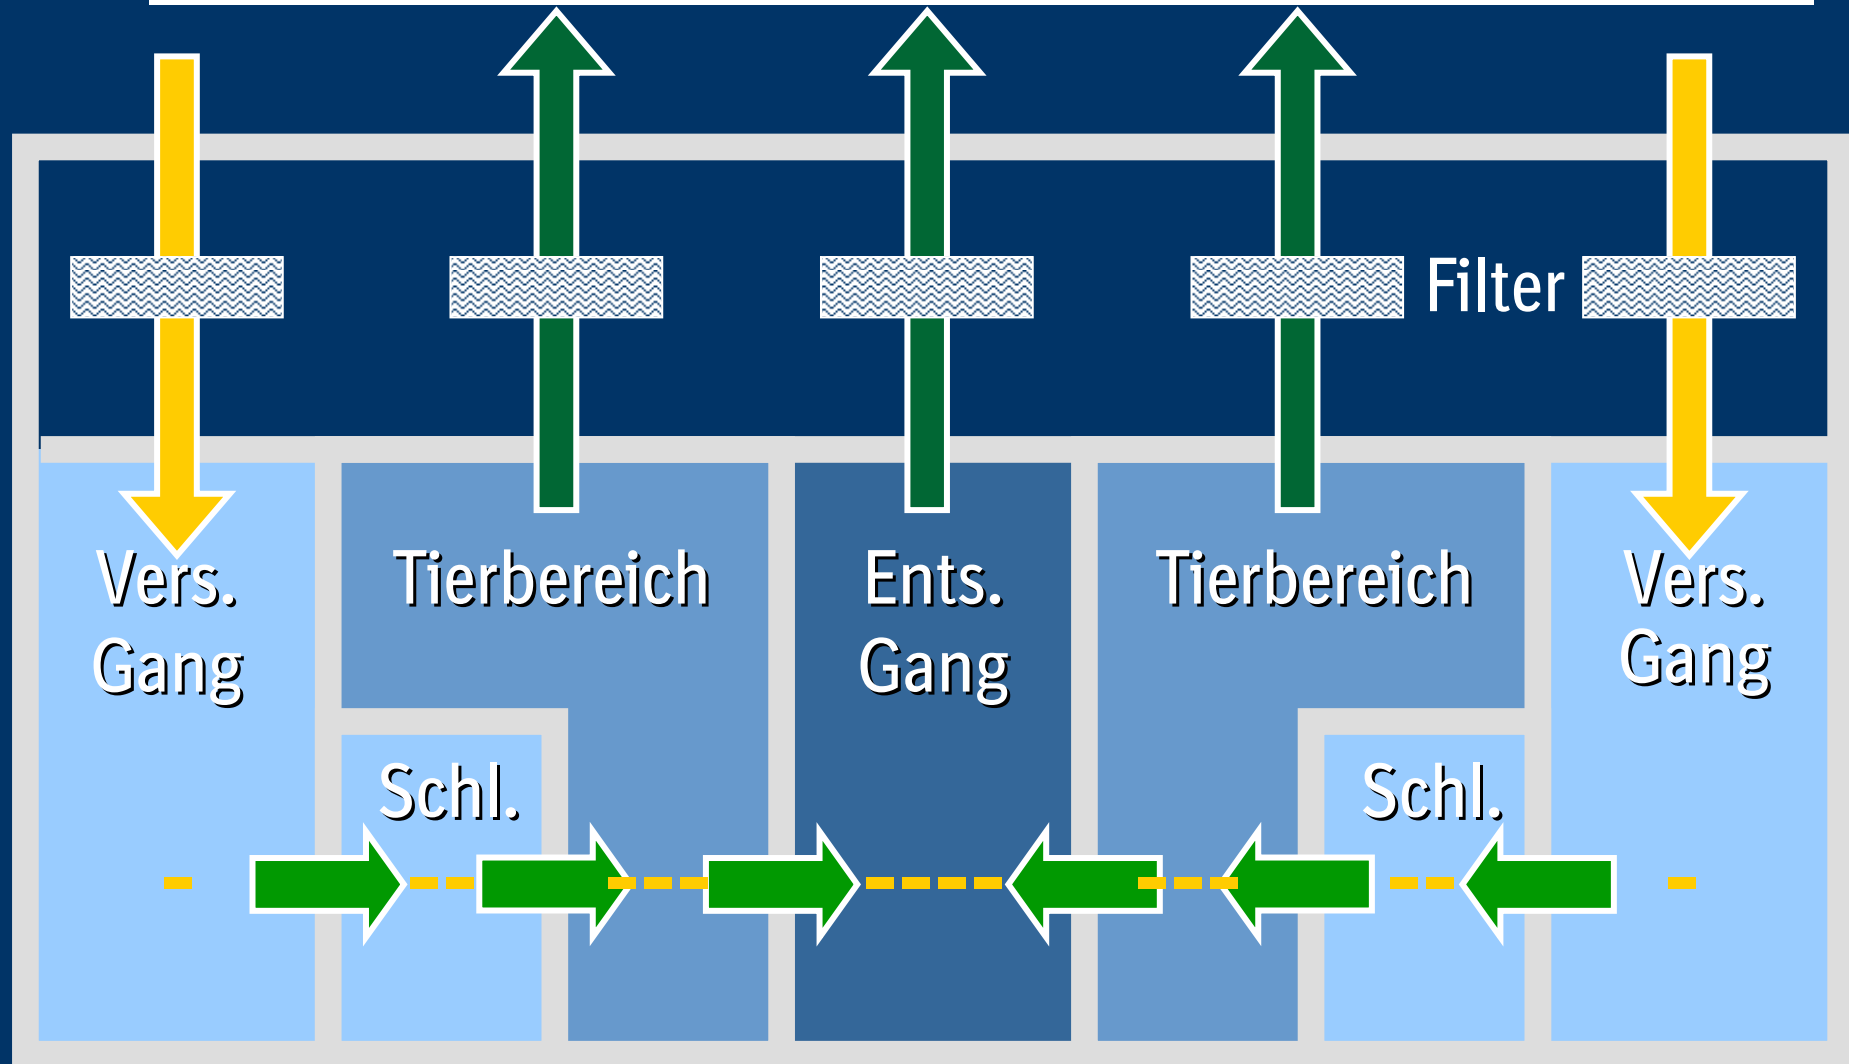 Filter
Vers.
Gang
Tierbereich
Ents.
Gang
Tierbereich
Vers.
Gang
Schl.
Schl.